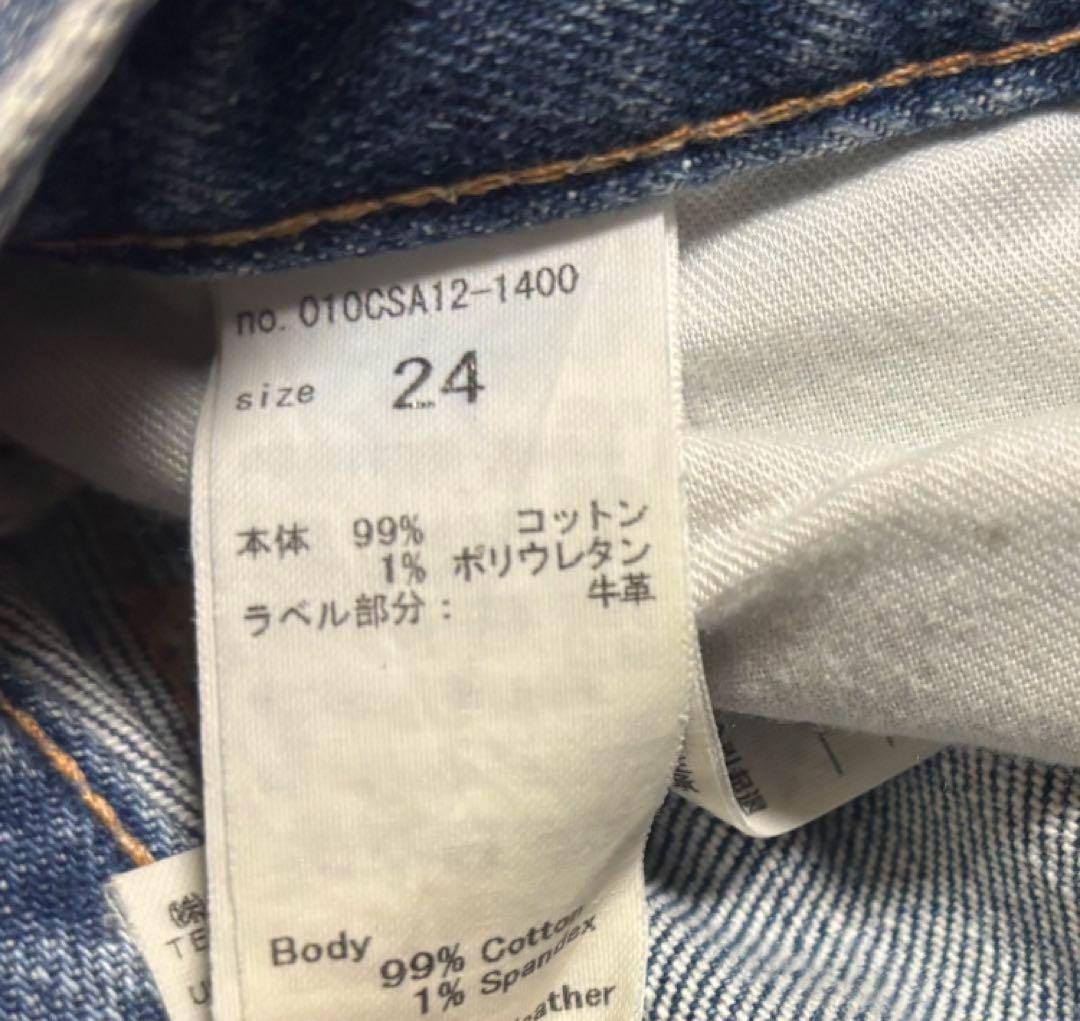 no. 010CSA12-1400
size 24
本体 99% コットン
1% ポリウレタン
ラベル部分: 牛革
Body 99% Cotton
1% Spandex
TE
U